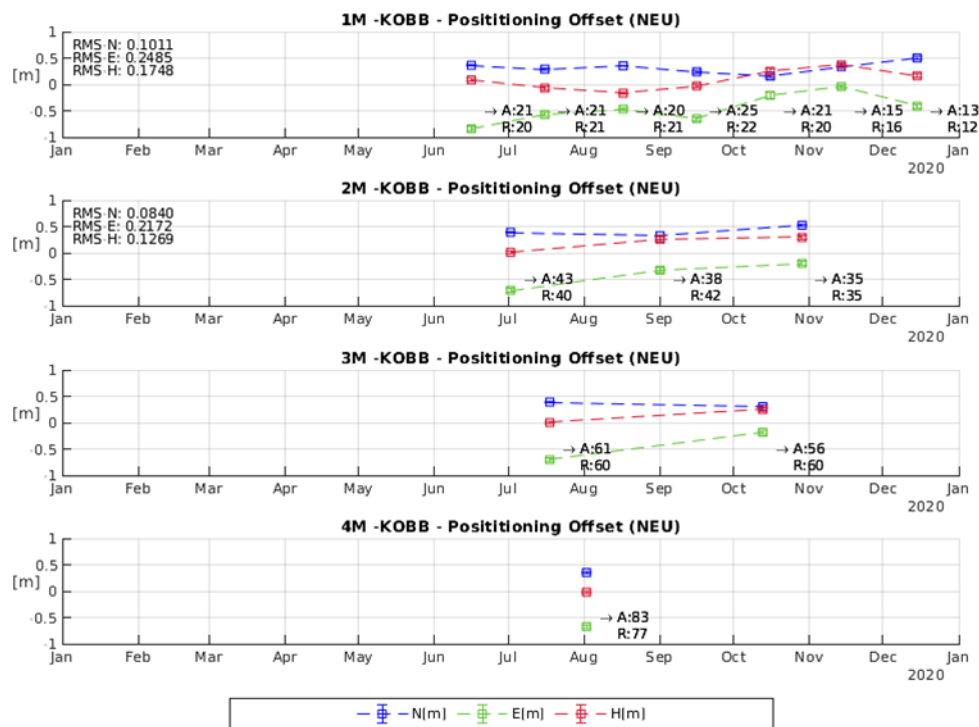 1M -KOBB - Posititioning Offset (NEU)
1
0.5
[m] 0
-0.5
-1
RMS N: 0.1011
RMS E: 0.2485
RMS H: 0.1748
→ A:21 → A:21 → A:20 → A:25 → A:21 → A:15 → A:13
R:20 R:21 R:21 R:22 R:20 R:16 R:12
Jan Feb Mar Apr May Jun Jul Aug Sep Oct Nov Dec Jan
2020
2M -KOBB - Posititioning Offset (NEU)
1
0.5
[m] 0
-0.5
-1
RMS N: 0.0840
RMS E: 0.2172
RMS H: 0.1269
→ A:43 → A:38 → A:35
R:40 R:42 R:35
Jan Feb Mar Apr May Jun Jul Aug Sep Oct Nov Dec Jan
2020
3M -KOBB - Posititioning Offset (NEU)
1
0.5
[m] 0
-0.5
-1
→ A:61 → A:56
R:60 R:60
Jan Feb Mar Apr May Jun Jul Aug Sep Oct Nov Dec Jan
2020
4M -KOBB - Posititioning Offset (NEU)
1
0.5
[m] 0
-0.5
-1
→ A:83
R:77
Jan Feb Mar Apr May Jun Jul Aug Sep Oct Nov Dec Jan
2020
N[m] E[m] H[m]